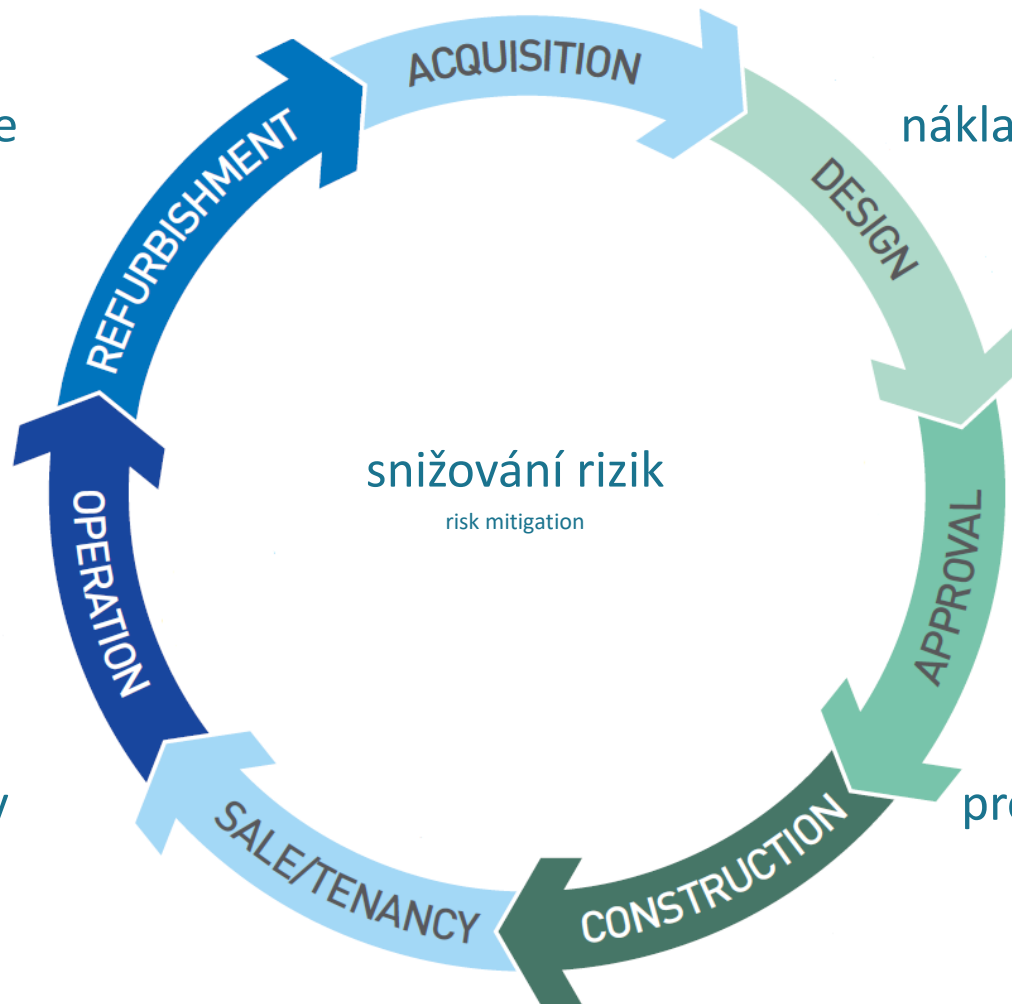 ACQUISITION
DESIGN
REFURBISHMENT
snižování rizik
risk mitigation
OPERATION
APPROVAL
SALE/TENANCY
CONSTRUCTION